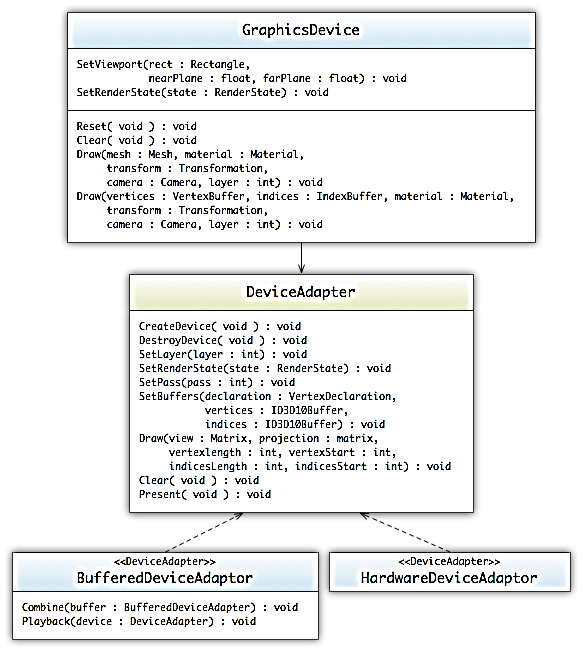 GraphicsDevice
SetViewport(rect : Rectangle,
nearPlane : float, farPlane : float) : void
SetRenderState(state : RenderState) : void
Reset( void ) : void
Clear( void ) : void
Draw(mesh : Mesh, material : Material,
transform : Transformation,
camera : Camera, layer : int) : void
Draw(vertices : VertexBuffer, indices : IndexBuffer, material : Material,
transform : Transformation,
camera : Camera, layer : int) : void
DeviceAdapter
CreateDevice( void ) : void
DestroyDevice( void ) : void
SetLayer(layer : int) : void
SetRenderState(state : RenderState) : void
SetPass(pass : int) : void
SetBuffers(declaration : VertexDeclaration,
vertices : ID3D10Buffer,
indices : ID3D10Buffer) : void
Draw(view : Matrix, projection : matrix,
vertexlength : int, vertexStart : int,
indicesLength : int, indicesStart : int) : void
Clear( void ) : void
Present( void ) : void
<<DeviceAdapter>>
BufferedDeviceAdaptor
Combine(buffer : BufferedDeviceAdapter) : void
Playback(device : DeviceAdapter) : void
<<DeviceAdapter>>
HardwareDeviceAdaptor